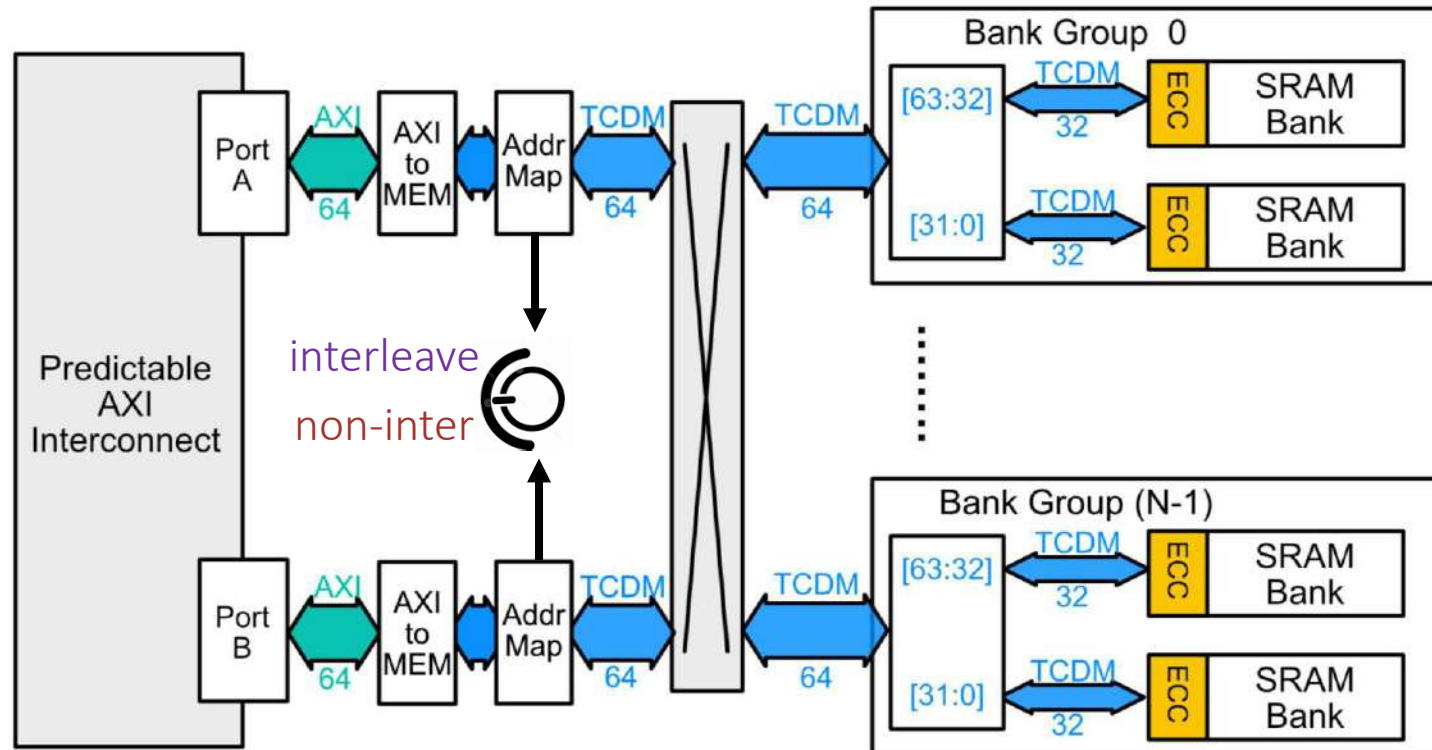 Predictable
AXI
Interconnect
Port
A
AXI
64
AXI
to
MEM
Addr
Map
TCDM
64
TCDM
64
Bank Group 0
[63:32]
TCDM
32
ECC
SRAM
Bank
[31:0]
TCDM
32
ECC
SRAM
Bank
interleave
non-inter
Port
B
AXI
64
AXI
to
MEM
Addr
Map
TCDM
64
TCDM
64
Bank Group (N-1)
[63:32]
TCDM
32
ECC
SRAM
Bank
[31:0]
TCDM
32
ECC
SRAM
Bank